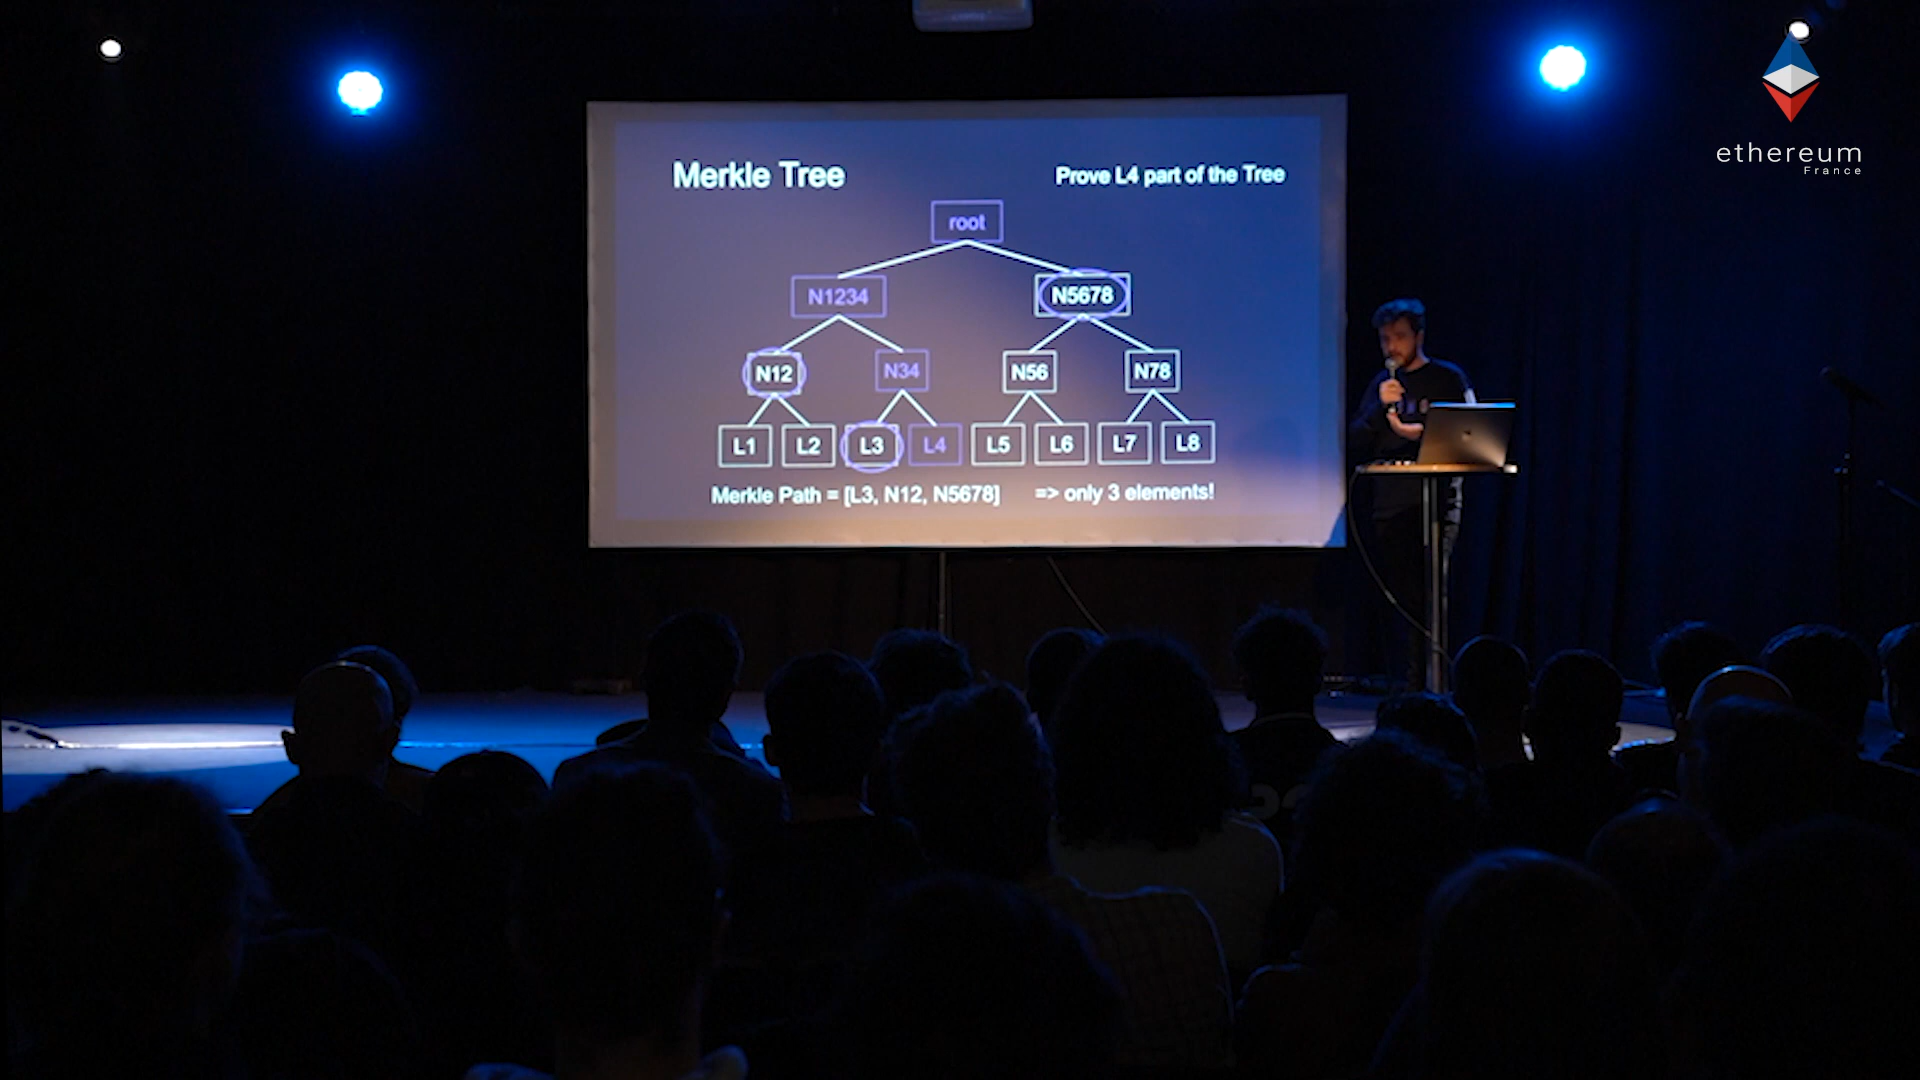 ethereum
France
Merkle Tree
Prove L4 part of the Tree
root
N1234
N5678
N12
N34
N56
N78
L1
L2
L3
L4
L5
L6
L7
L8
Merkle Path = [L3, N12, N5678]
=> only 3 elements!